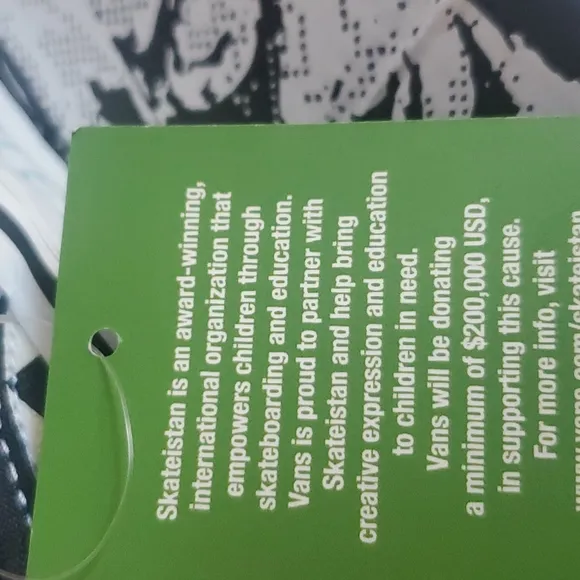 Skateistan is an award-winning,
international organization that
empowers children through
skateboarding and education.
Vans is proud to partner with
Skateistan and help bring
creative expression and education
to children in need.
Vans will be donating
a minimum of $200,000 USD,
in supporting this cause.
For more info, visit